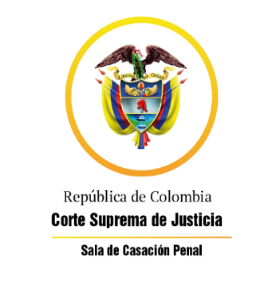 República de Colombia
Corte Suprema de Justicia
Sala de Casación Penal